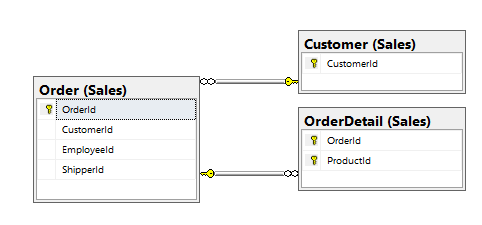 Order (Sales)
OrderId
CustomerId
EmployeeId
ShipperId
Customer (Sales)
CustomerId
OrderDetail (Sales)
OrderId
ProductId